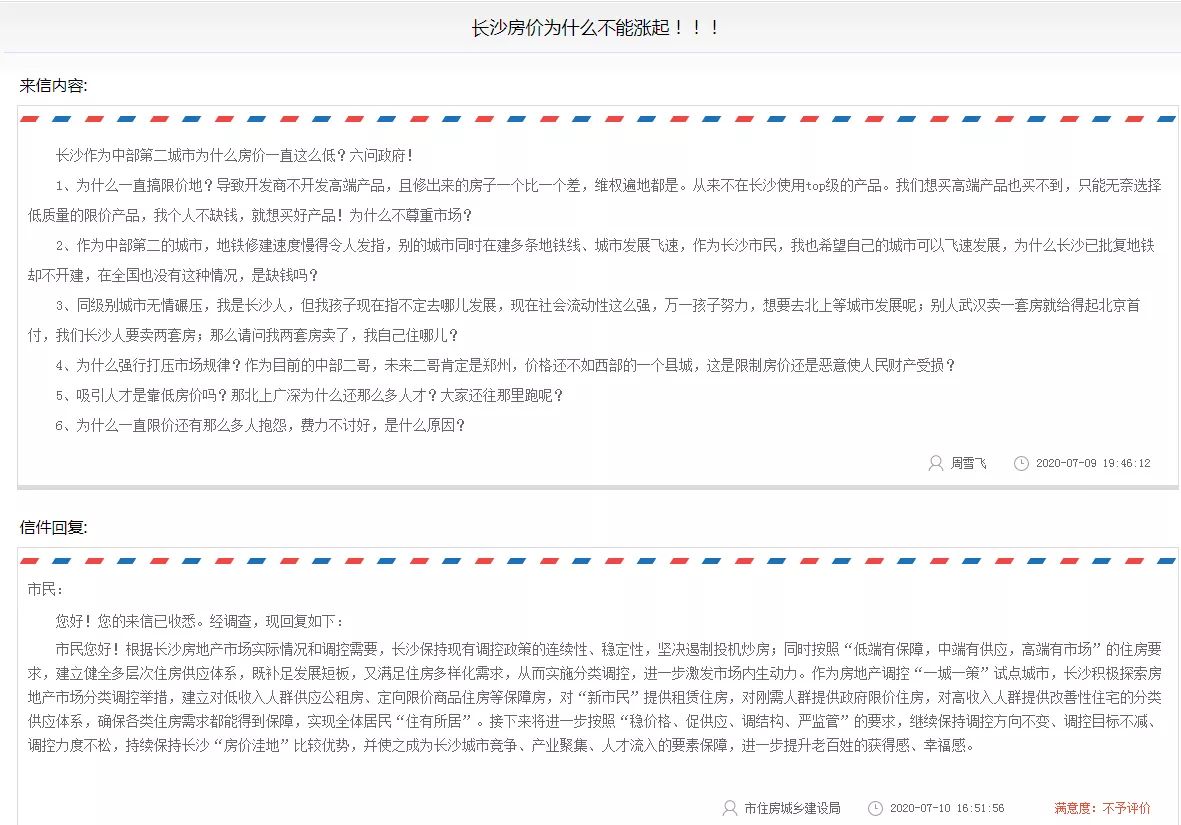 长沙房价为什么不能涨起！！！
来信内容:
长沙作为中部第二城市为什么房价一直这么低？六问政府！
1、为什么一直搞限价地？导致开发商不开发高端产品，且修出来的房子一个比一个差，维权遍地都是。从来不在长沙使用top级的产品。我们想买高端产品也买不到，只能无奈选择
低质量的限价产品，我个人不缺钱，就想买好产品！为什么不尊重市场？
2、作为中部第二的城市，地铁修建速度慢得令人发指，别的城市同时在建多条地铁线、城市发展飞速，作为长沙市民，我也希望自己的城市可以飞速发展，为什么长沙已批复地铁
却不开建，在全国也没有这种情况，是缺钱吗？
3、同级别城市无情碾压，我是长沙人，但我孩子现在指不定去哪儿发展，现在社会流动性这么强，万一孩子努力，想要去北上等城市发展呢；别人武汉卖一套房就给得起北京首
付，我们长沙人要卖两套房；那么请问我两套房卖了，我自己住哪儿？
4、为什么强行打压市场规律？作为目前的中部二哥，未来二哥肯定是郑州，价格还不如西部的一个县城，这是限制房价还是恶意使人民财产受损？
5、吸引人才是靠低房价吗？那北上广深为什么还那么多人才？大家还往那里跑呢？
6、为什么一直限价还有那么多人抱怨，费力不讨好，是什么原因？
周雪飞 2020-07-09 19:46:12
信件回复:
市民：
您好！您的来信已收悉。经调查，现回复如下：
市民您好！根据长沙房地产市场实际情况和调控需要，长沙保持现有调控政策的连续性、稳定性，坚决遏制投机炒房；同时按照“低端有保障，中端有供应，高端有市场”的住房要
求，建立健全多层次住房供应体系，既补足发展短板，又满足住房多样化需求，从而实施分类调控，进一步激发市场内生动力。作为房地产调控“一城一策”试点城市，长沙积极探索房
地产市场分类调控举措，建立对低收入人群供应公租房、定向限价商品住房等保障房，对“新市民”提供租赁住房，对刚需人群提供政府限价住房，对高收入人群提供改善性住宅的分类
供应体系，确保各类住房需求都能得到保障，实现全体居民“住有所居”。接下来将进一步按照“稳价格、促供应、调结构、严监管”的要求，继续保持调控方向不变、调控目标不减、
调控力度不松，持续保持长沙“房价洼地”比较优势，并使之成为长沙城市竞争、产业聚集、人才流入的要素保障，进一步提升老百姓的获得感、幸福感。
市住房城乡建设局 2020-07-10 16:51:56 满意度：不予评价